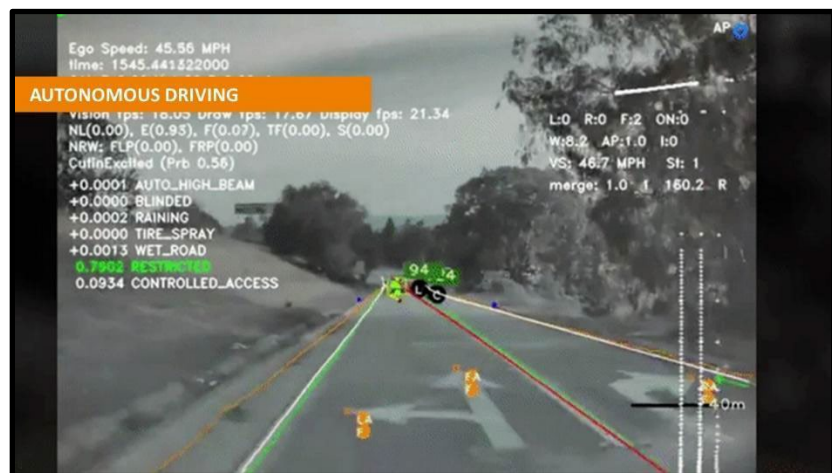 AP
Ego Speed: 45.56 MPH
time: 1545.441322000
AUTONOMOUS DRIVING
Vision fps: 18.05 Draw fps: 17.67 Display fps: 21.34
NL(0.00), E(0.93), F(0.07), TF(0.00), S(0.00)
NRW: FLP(0.00), FRP(0.00)
CutinExcited (Prb 0.56)
+0.0001 AUTO_HIGH_BEAM
+0.0000 BLINDED
+0.0002 RAINING
+0.0000 TIRE_SPRAY
+0.0013 WET_ROAD
0.7902 RESTRICTED
0.0934 CONTROLLED_ACCESS
L:0 R:0 F:2 ON:0
W:8.2 AP:1.0 I:0
VS: 46.7 MPH St: 1
merge: 1.0 1 160.2 R
94
L C
40m